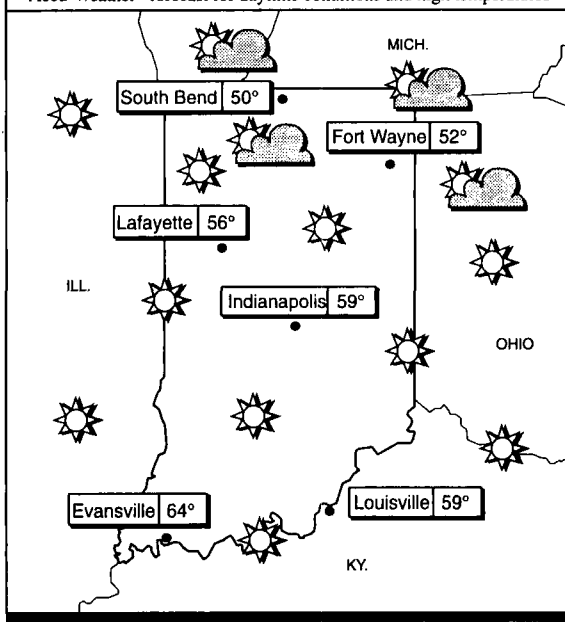 MICH.
South Bend 50°
Fort Wayne 52°
Lafayette 56°
ILL.
Indianapolis 59°
OHIO
Evansville 64°
Louisville 59°
KY.